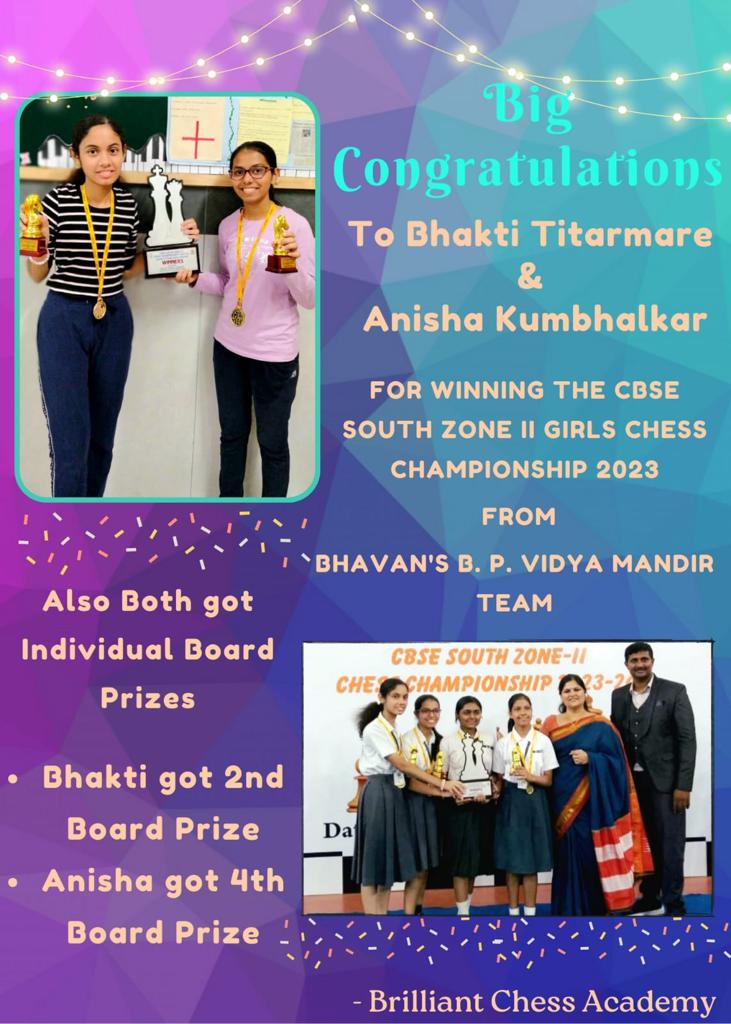 Big
Congratulations
To Bhakti Titarmare
&
Anisha Kumbhalkar
FOR WINNING THE CBSE
SOUTH ZONE II GIRLS CHESS
CHAMPIONSHIP 2023
FROM
BHAVAN'S B. P. VIDYA MANDIR
TEAM
WINNERS
Also Both got
Individual Board
Prizes
• Bhakti got 2nd
Board Prize
• Anisha got 4th
Board Prize
CBSE SOUTH ZONE-II
CHAMPIONSHIP
- Brilliant Chess Academy